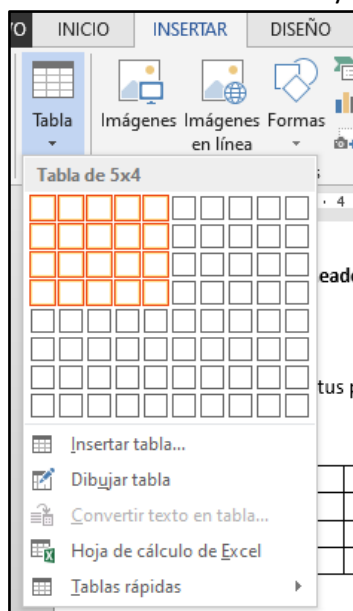 INICIO INSERTAR DISEÑO
Tabla Imágenes Imágenes Formas
en línea
Tabla de 5x4
4
Insertar tabla...
Dibujar tabla
Convertir texto en tabla...
Hoja de cálculo de Excel
Tablas rápidas